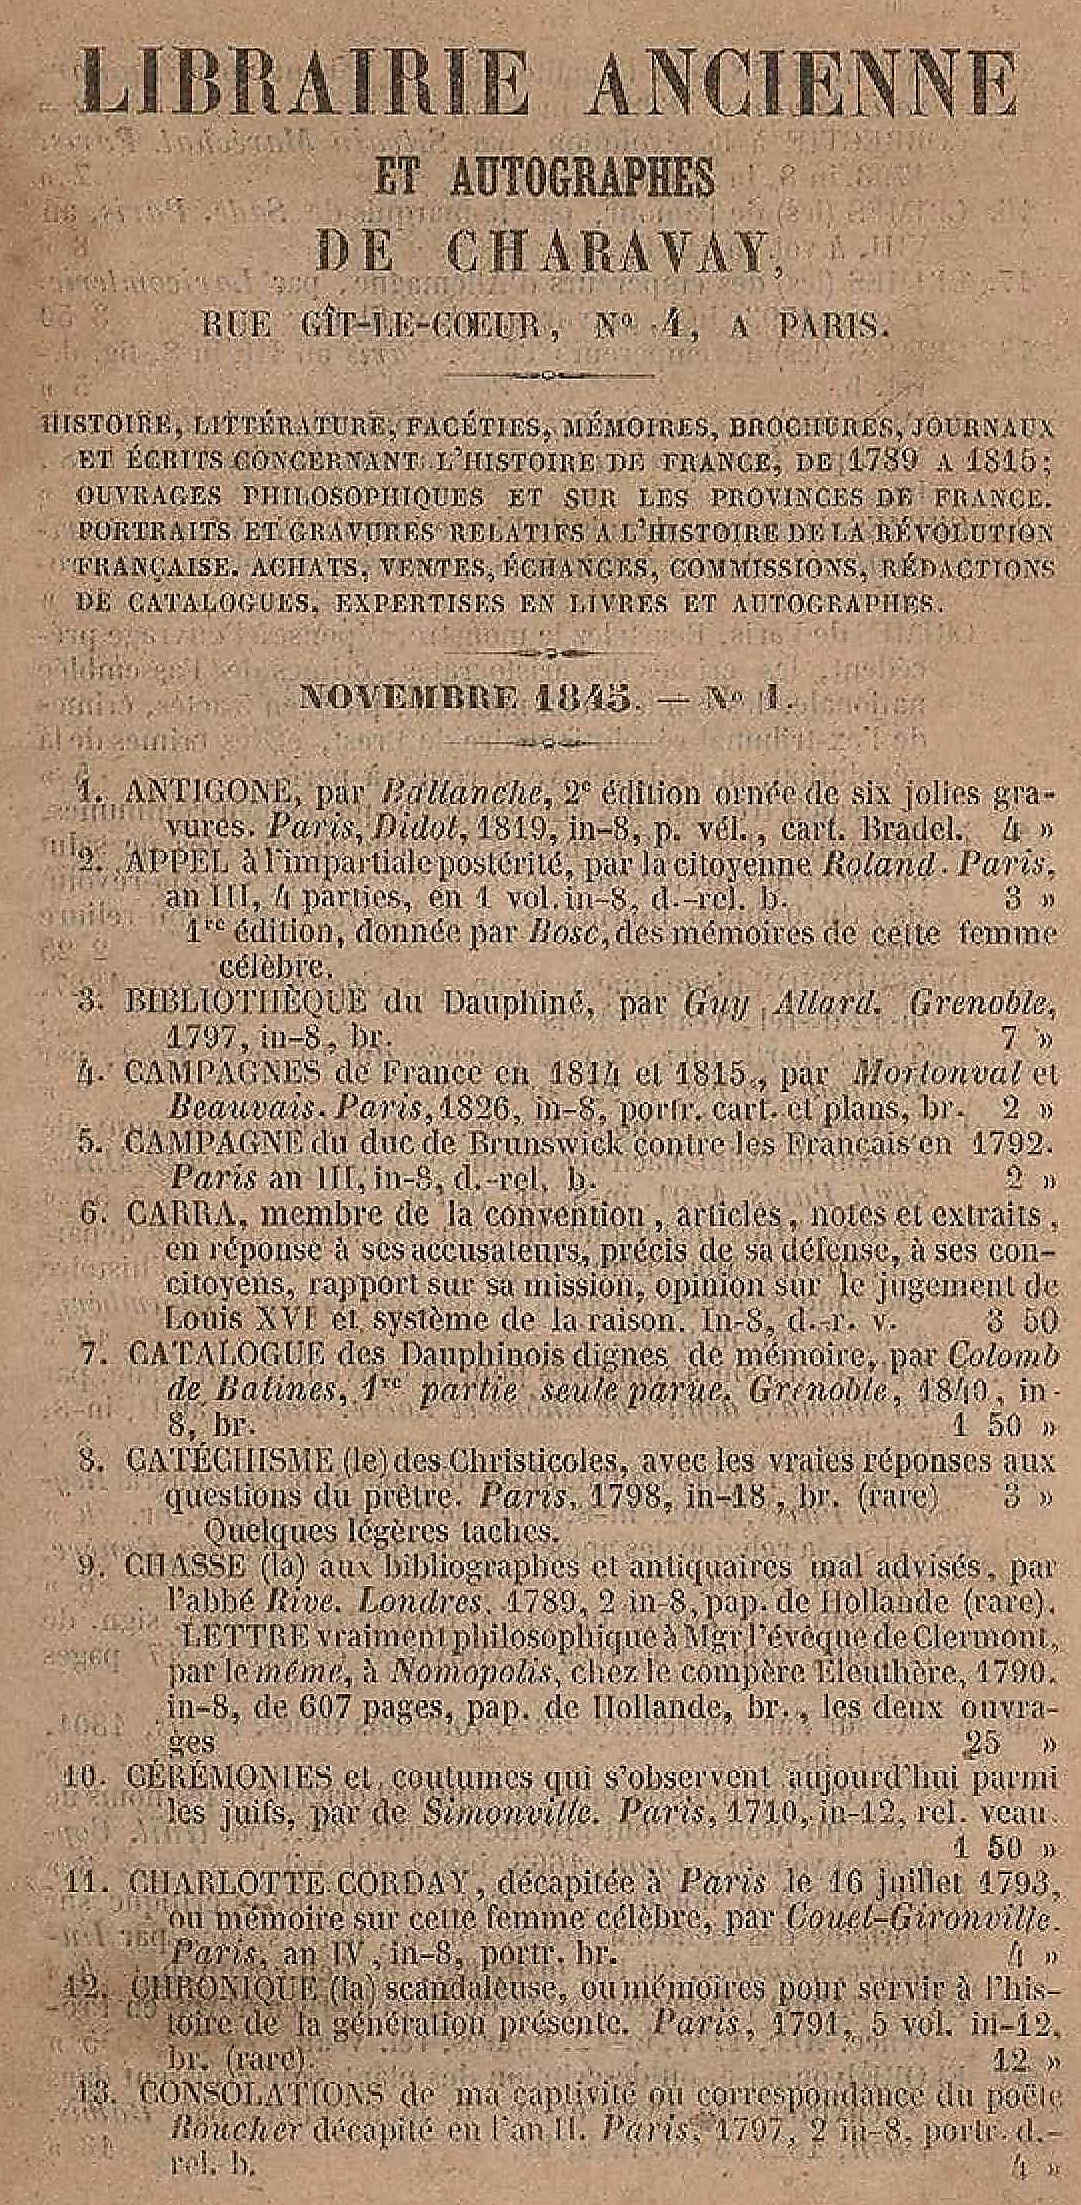 LIBRAIRIE ANCIENNE
ET AUTOGRAPHES
DE CHARAVAY,
RUE GÎT-LE-CŒUR, Nº 4, A PARIS.
HISTOIRE, LITTÉRATURE, FACÉTIES, MÉMOIRES, BROCHURES, JOURNAUX
ET ÉCRITS CONCERNANT L'HISTOIRE DE FRANCE, DE 1789 A 1815;
OUVRAGES PHILOSOPHIQUES ET SUR LES PROVINCES DE FRANCE.
PORTRAITS ET GRAVURES RELATIFS A L'HISTOIRE DE LA RÉVOLUTION
FRANÇAISE. ACHATS, VENTES, ÉCHANGES, COMMISSIONS, RÉDACTIONS
DE CATALOGUES, EXPERTISES EN LIVRES ET AUTOGRAPHES.
NOVEMBRE 1845. — Nº 1.
1. ANTIGONE, par Ballanche, 2e édition ornée de six jolies gra-
vures. Paris, Didot, 1819, in-8, p. vél., cart. Bradel. 4 »
2. APPEL à l'impartiale postérité, par la citoyenne Roland. Paris,
an III, 4 parties, en 1 vol. in-8, d.-rel. b. 3 »
1re édition, donnée par Bosc, des mémoires de cette femme
célèbre.
3. BIBLIOTHÈQUE du Dauphiné, par Guy Allard. Grenoble,
1797, in-8, br. 7 »
4. CAMPAGNES de France en 1814 et 1815, par Mortonval et
Beauvais. Paris, 1826, in-8, portr. cart. et plans, br. 2 »
5. CAMPAGNE du duc de Brunswick contre les Français en 1792.
Paris an III, in-8, d.-rel. b. 2 »
6. CARRA, membre de la convention, articles, notes et extraits,
en réponse à ses accusateurs, précis de sa défense, à ses con-
citoyens, rapport sur sa mission, opinion sur le jugement de
Louis XVI et système de la raison. In-8, d.-r. v. 3 50
7. CATALOGUE des Dauphinois dignes de mémoire, par Colomb
de Batines, 1re partie seule parue. Grenoble, 1840, in-
8, br. 1 50 »
8. CATÉCHISME (le) des Christicoles, avec les vraies réponses aux
questions du prêtre. Paris, 1798, in-18, br. (rare) 3 »
Quelques légères taches.
9. CHASSE (la) aux bibliographes et antiquaires mal advisés, par
l'abbé Rive. Londres, 1789, 2 in-8, pap. de Hollande (rare).
LETTRE vraiment philosophique à Mgr l'évêque de Clermont,
par le même, à Nomopolis, chez le compère Eleuthère, 1790.
in-8, de 607 pages, pap. de Hollande, br., les deux ouvra-
ges 25 »
10. CÉRÉMONIES et coutumes qui s'observent aujourd'hui parmi
les juifs, par de Simonville. Paris, 1710, in-12, rel. veau.
1 50 »
11. CHARLOTTE CORDAY, décapitée à Paris le 16 juillet 1793,
ou mémoire sur cette femme célèbre, par Couet-Gironville.
Paris, an IV, in-8, portr. br. 4 »
12. CHRONIQUE (la) scandaleuse, ou mémoires pour servir à l'his-
toire de la génération présente. Paris, 1791, 5 vol. in-12,
br. (rare). 12 »
13. CONSOLATIONS de ma captivité ou correspondance du poëte
Roucher décapité en l'an II. Paris, 1797, 2 in-8, portr. d.-
rel. b. 4 »